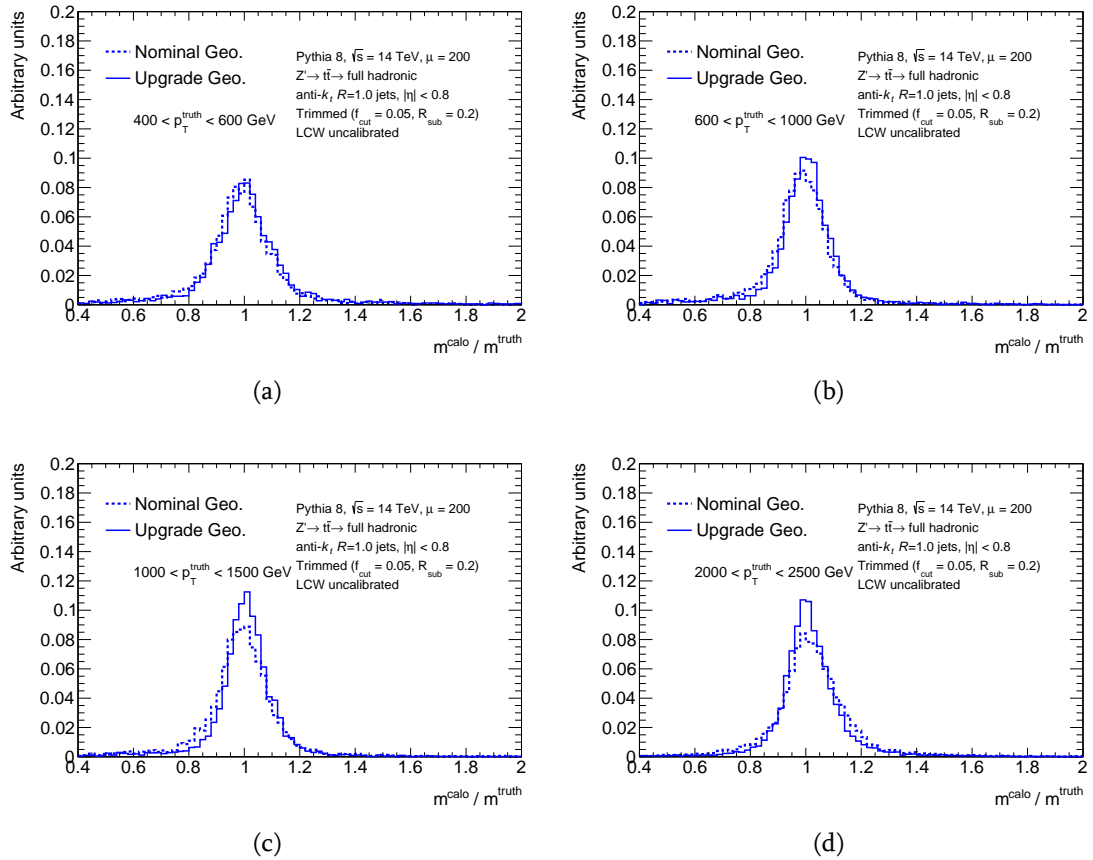 Arbitrary units
0.2
0.18
0.16
0.14
0.12
0.1
0.08
0.06
0.04
0.02
0
Nominal Geo.
Upgrade Geo.
400 < p_T^truth < 600 GeV
Pythia 8, √s = 14 TeV, μ = 200
Z'→ tt̄→ full hadronic
anti-k_t R=1.0 jets, |η| < 0.8
Trimmed (f_cut = 0.05, R_sub = 0.2)
LCW uncalibrated
0.4 0.6 0.8 1 1.2 1.4 1.6 1.8 2
m^calo / m^truth
(a)
Arbitrary units
0.2
0.18
0.16
0.14
0.12
0.1
0.08
0.06
0.04
0.02
0
Nominal Geo.
Upgrade Geo.
600 < p_T^truth < 1000 GeV
Pythia 8, √s = 14 TeV, μ = 200
Z'→ tt̄→ full hadronic
anti-k_t R=1.0 jets, |η| < 0.8
Trimmed (f_cut = 0.05, R_sub = 0.2)
LCW uncalibrated
0.4 0.6 0.8 1 1.2 1.4 1.6 1.8 2
m^calo / m^truth
(b)
Arbitrary units
0.2
0.18
0.16
0.14
0.12
0.1
0.08
0.06
0.04
0.02
0
Nominal Geo.
Upgrade Geo.
1000 < p_T^truth < 1500 GeV
Pythia 8, √s = 14 TeV, μ = 200
Z'→ tt̄→ full hadronic
anti-k_t R=1.0 jets, |η| < 0.8
Trimmed (f_cut = 0.05, R_sub = 0.2)
LCW uncalibrated
0.4 0.6 0.8 1 1.2 1.4 1.6 1.8 2
m^calo / m^truth
(c)
Arbitrary units
0.2
0.18
0.16
0.14
0.12
0.1
0.08
0.06
0.04
0.02
0
Nominal Geo.
Upgrade Geo.
2000 < p_T^truth < 2500 GeV
Pythia 8, √s = 14 TeV, μ = 200
Z'→ tt̄→ full hadronic
anti-k_t R=1.0 jets, |η| < 0.8
Trimmed (f_cut = 0.05, R_sub = 0.2)
LCW uncalibrated
0.4 0.6 0.8 1 1.2 1.4 1.6 1.8 2
m^calo / m^truth
(d)